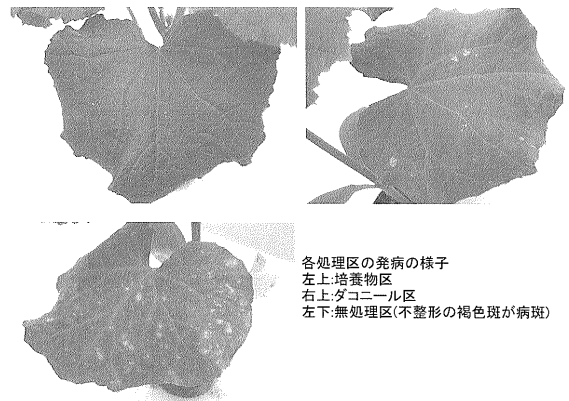 各処理区の発病の様子
左上:培養物区
右上:ダコニール区
左下:無処理区(不整形の褐色斑が病斑)